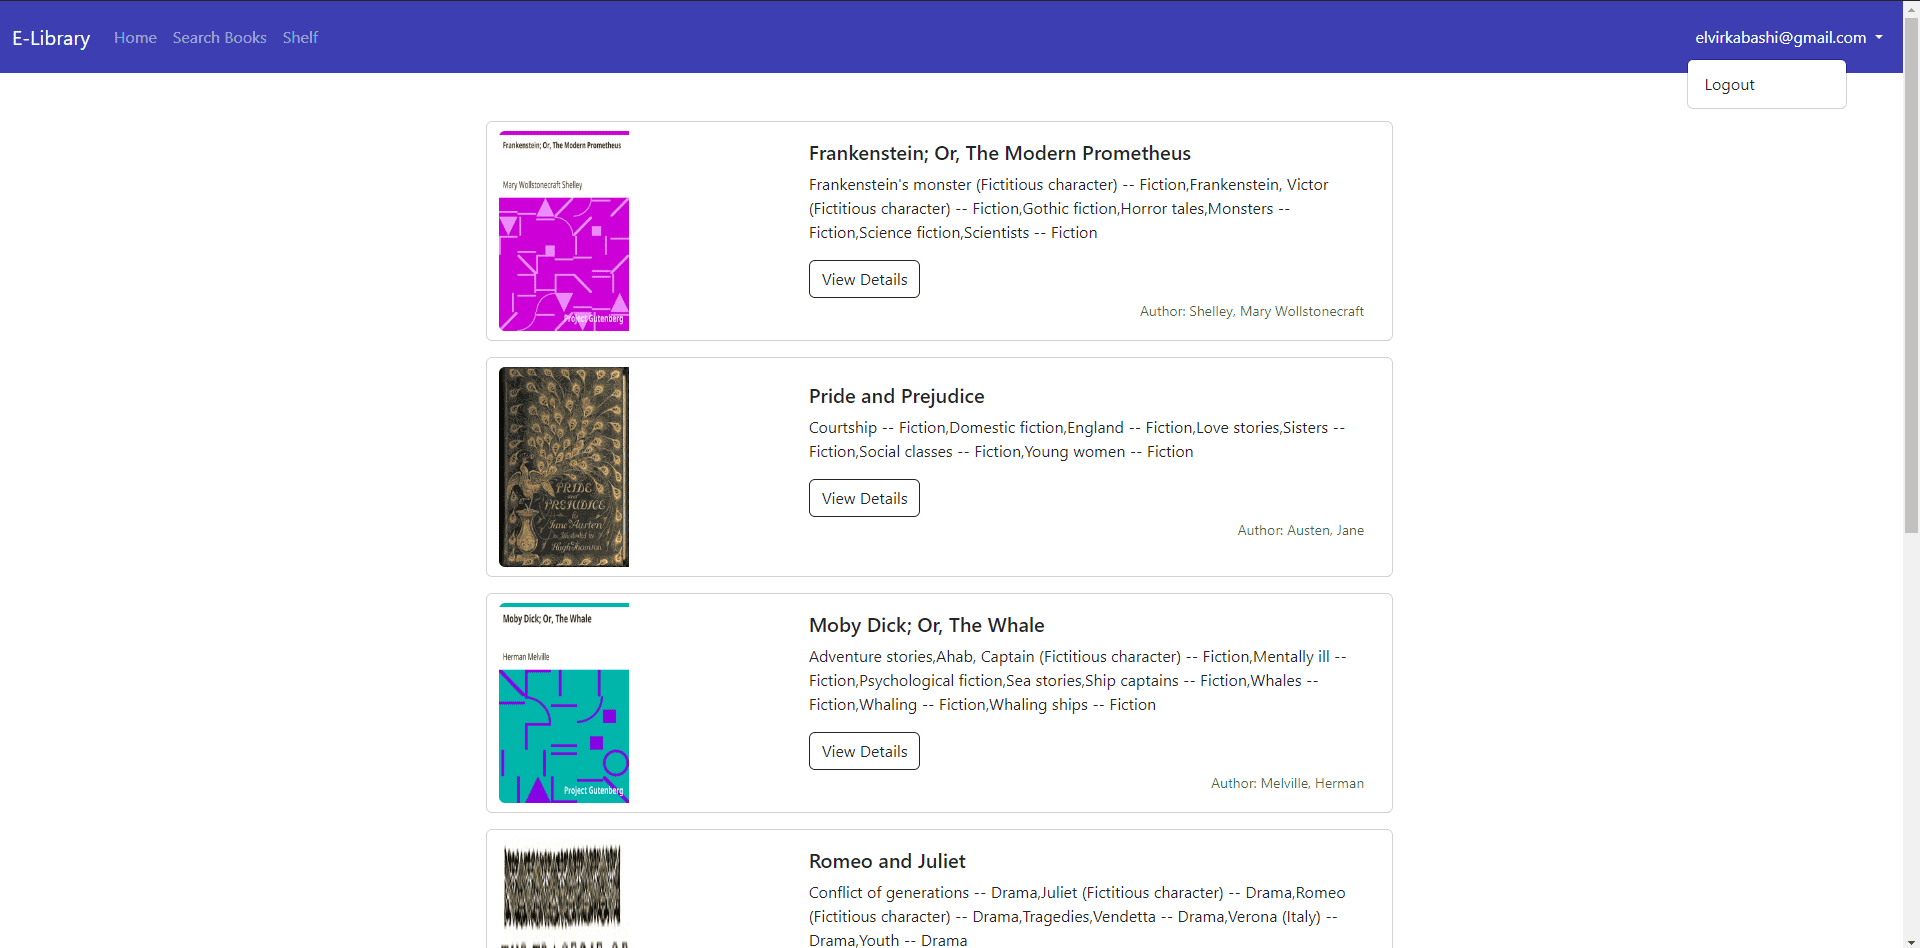 E-Library Home Search Books Shelf elvirkabashi@gmail.com
Logout
Frankenstein; Or, The Modern Prometheus
Mary Wollstonecraft Shelley
Project Gutenberg
Frankenstein; Or, The Modern Prometheus
Frankenstein's monster (Fictitious character) -- Fiction,Frankenstein, Victor
(Fictitious character) -- Fiction,Gothic fiction,Horror tales,Monsters --
Fiction,Science fiction,Scientists -- Fiction
View Details
Author: Shelley, Mary Wollstonecraft
PRIDE
and
PREJUDICE
by
Jane Austen
Pride and Prejudice
Courtship -- Fiction,Domestic fiction,England -- Fiction,Love stories,Sisters --
Fiction,Social classes -- Fiction,Young women -- Fiction
View Details
Author: Austen, Jane
Moby Dick; Or, The Whale
Herman Melville
Project Gutenberg
Moby Dick; Or, The Whale
Adventure stories,Ahab, Captain (Fictitious character) -- Fiction,Mentally ill --
Fiction,Psychological fiction,Sea stories,Ship captains -- Fiction,Whales --
Fiction,Whaling -- Fiction,Whaling ships -- Fiction
View Details
Author: Melville, Herman
Romeo and Juliet
Conflict of generations -- Drama,Juliet (Fictitious character) -- Drama,Romeo
(Fictitious character) -- Drama,Tragedies,Vendetta -- Drama,Verona (Italy) --
Drama,Youth -- Drama